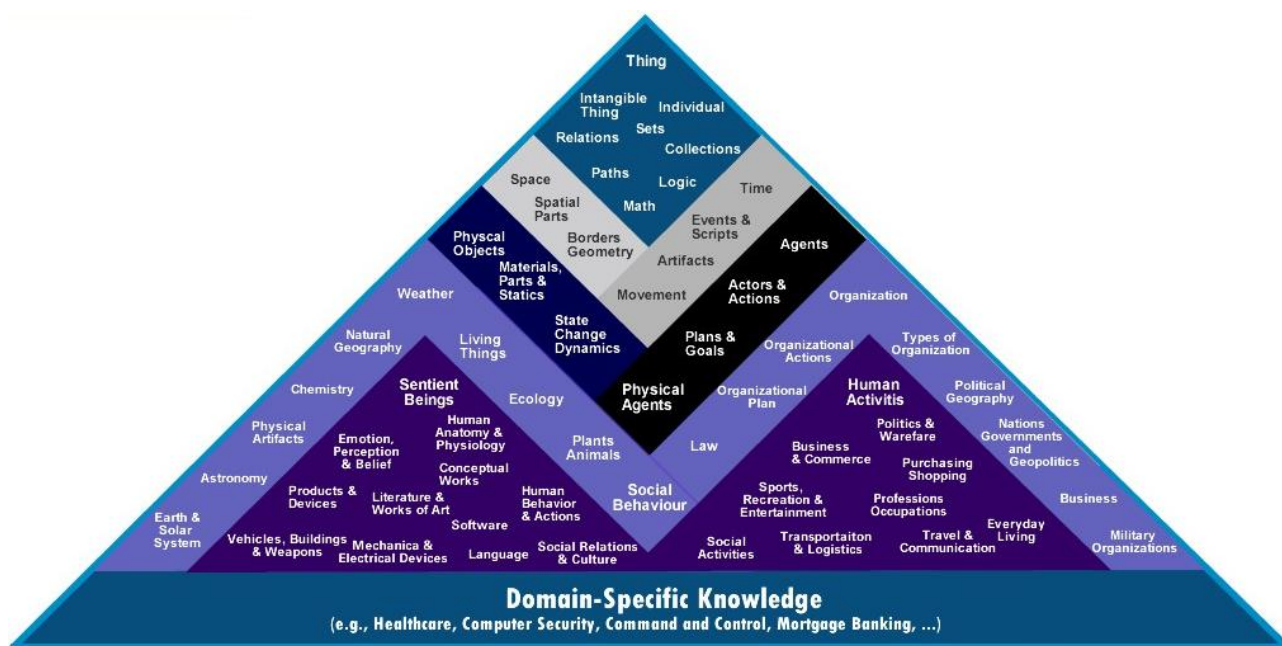 Thing
Intangible
Thing
Individual
Sets
Relations
Collections
Paths
Logic
Math
Space
Spatial
Parts
Borders
Geometry
Time
Events &
Scripts
Artifacts
Movement
Physcal
Objects
Materials,
Parts &
Statics
State
Change
Dynamics
Agents
Actors &
Actions
Plans &
Goals
Physical
Agents
Weather
Natural
Geography
Living
Things
Chemistry
Ecology
Physical
Artifacts
Plants
Animals
Astronomy
Social
Behaviour
Earth &
Solar
System
Organization
Organizational
Actions
Types of
Organization
Organizational
Plan
Political
Geography
Law
Nations
Governments
and
Geopolitics
Business
Military
Organizations
Sentient
Beings
Human
Anatomy &
Physiology
Emotion,
Perception
& Belief
Conceptual
Works
Products &
Devices
Literature &
Works of Art
Human
Behavior
& Actions
Software
Vehicles, Buildings
& Weapons
Mechanica &
Electrical Devices
Language
Social Relations
& Culture
Human
Activitis
Politics &
Warefare
Business
& Commerce
Purchasing
Shopping
Sports,
Recreation &
Entertainment
Professions
Occupations
Social
Activities
Transportaiton
& Logistics
Travel &
Communication
Everyday
Living
Domain-Specific Knowledge
(e.g., Healthcare, Computer Security, Command and Control, Mortgage Banking, ...)